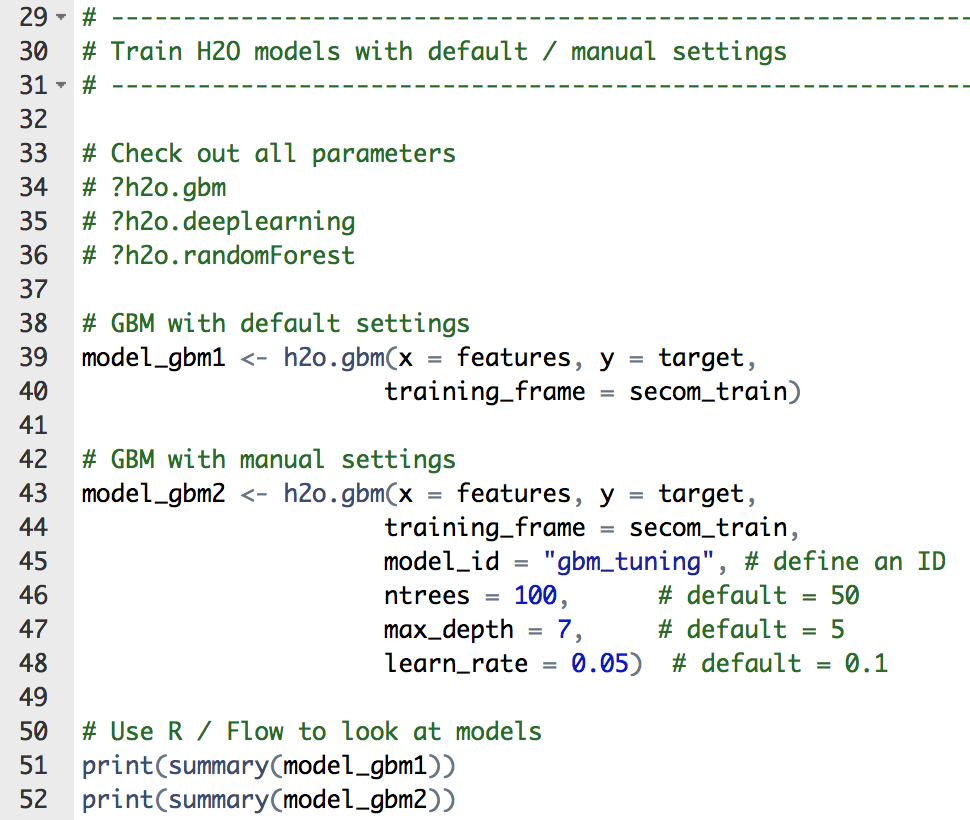 29 # ------------------------------------------------------------
30 # Train H2O models with default / manual settings
31 # ------------------------------------------------------------
32
33 # Check out all parameters
34 # ?h2o.gbm
35 # ?h2o.deeplearning
36 # ?h2o.randomForest
37
38 # GBM with default settings
39 model_gbm1 <- h2o.gbm(x = features, y = target,
40                      training_frame = secom_train)
41
42 # GBM with manual settings
43 model_gbm2 <- h2o.gbm(x = features, y = target,
44                      training_frame = secom_train,
45                      model_id = "gbm_tuning", # define an ID
46                      ntrees = 100,      # default = 50
47                      max_depth = 7,     # default = 5
48                      learn_rate = 0.05)  # default = 0.1
49
50 # Use R / Flow to look at models
51 print(summary(model_gbm1))
52 print(summary(model_gbm2))